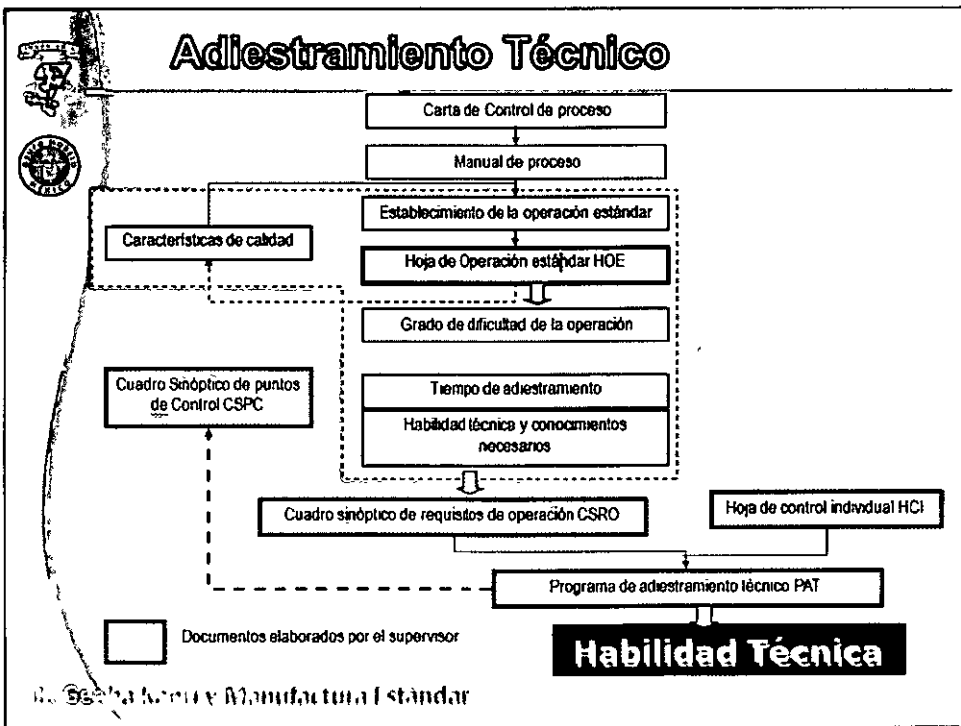 Adiestramiento Técnico
Carta de Control de proceso
Manual de proceso
Establecimiento de la operación estándar
Características de calidad
Hoja de Operación estándar HOE
Grado de dificultad de la operación
Cuadro Sinóptico de puntos
de Control CSPC
Tiempo de adiestramiento
Habilidad técnica y conocimientos
necesarios
Cuadro sinóptico de requistos de operación CSRO
Hoja de control individual HCI
Programa de adiestramiento técnico PAT
Documentos elaborados por el supervisor
Habilidad Técnica
y Manufactura Estándar